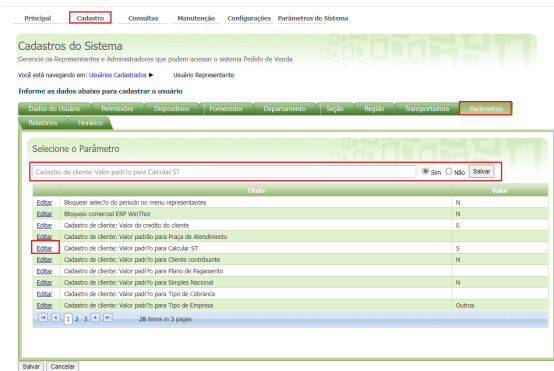 Principal Cadastro Consultas Manutenção Configurações Parâmetros do Sistema
Cadastros do Sistema
Gerencie os Representantes e Administradores que podem acessar o sistema Pedido de Venda
Você está navegando em: Usuários Cadastrados ► Usuário Representante
Informe as dados abaixo para cadastrar o usuário
Dados do Usuário Permissões Dispositivos Fornecedor Departamento Seção Região Transportadora Parâmetros
Relatórios Horários
Selecione o Parâmetro
Cadastro de cliente: Valor padr?o para Calcular ST Sim Não Salvar
Título Valor
Editar Bloquear selec?o do periodo no menu representantes N
Editar Bloqueio comercial ERP WinThor N
Editar Cadastro de cliente: Valor do credito do cliente 0
Editar Cadastro de cliente: Valor padrão para Praça de Atendimento
Editar Cadastro de cliente: Valor padr?o para Calcular ST S
Editar Cadastro de cliente: Valor padr?o para Cliente contribuinte N
Editar Cadastro de cliente: Valor padr?o para Plano de Pagamento
Editar Cadastro de cliente: Valor padr?o para Simples Nacional N
Editar Cadastro de cliente: Valor padr?o para Tipo de Cobranca
Editar Cadastro de cliente: Valor padr?o para Tipo de Empresa Outros
1 2 3 28 items in 3 pages
Salvar Cancelar